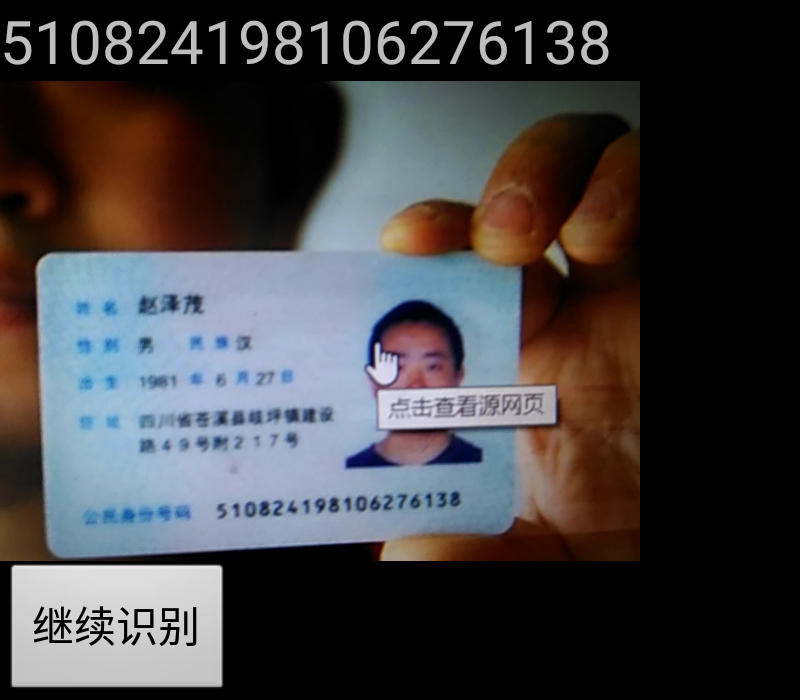 510824198106276138
姓 名 赵泽茂
性 别 男 民 族 汉
出 生 1981 年 6 月 27 日
住 址 四川省苍溪县歧坪镇建设
路49号附217号
点击查看源网页
公民身份号码 510824198106276138
继续识别